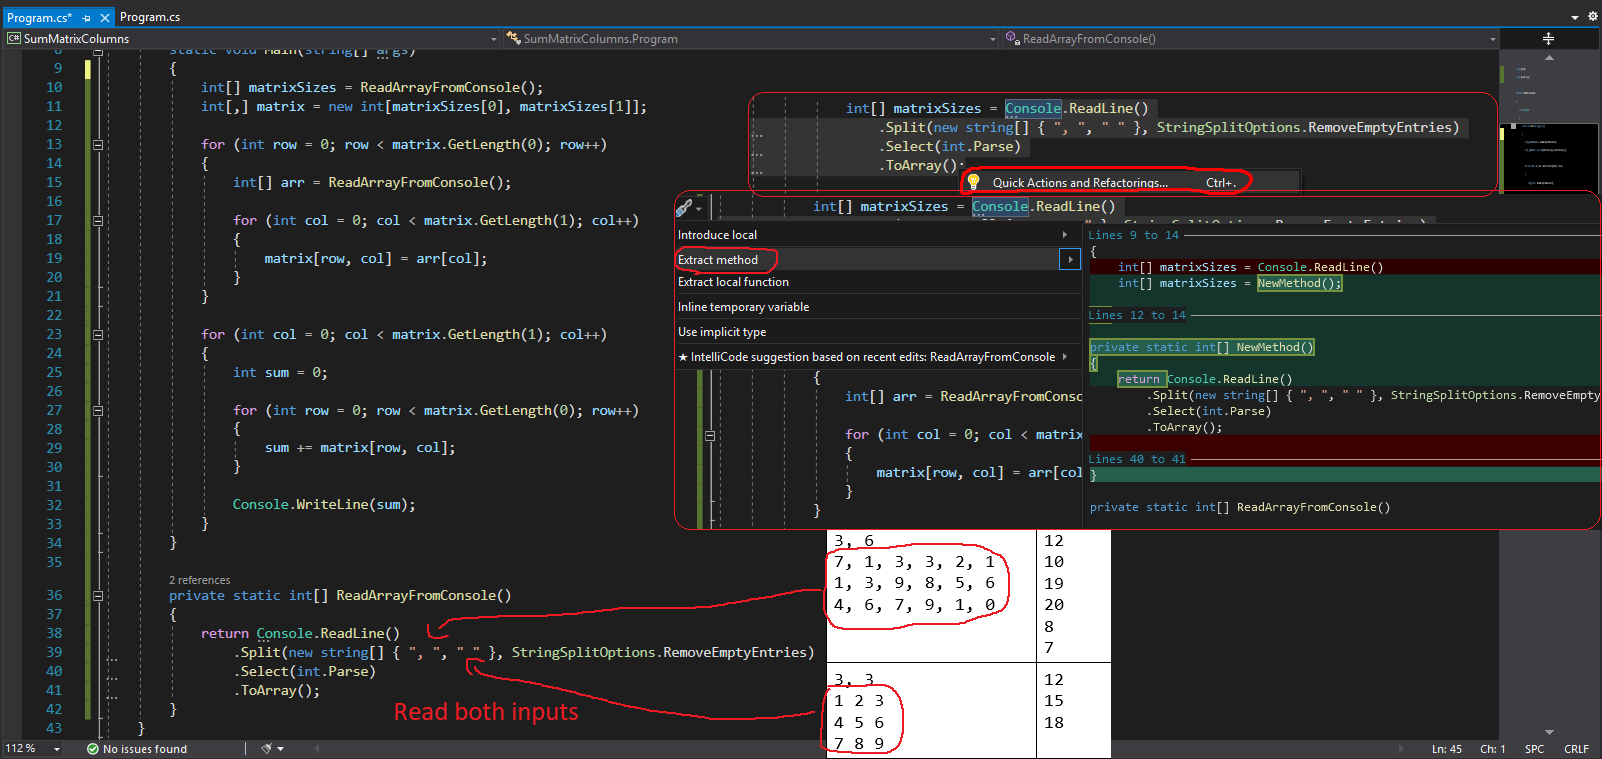 Program.cs*
Program.cs
C# SumMatrixColumns
SumMatrixColumns.Program
ReadArrayFromConsole()
8 static void Main(string[] args)
9 {
10 int[] matrixSizes = ReadArrayFromConsole();
11 int[,] matrix = new int[matrixSizes[0], matrixSizes[1]];
12
13 for (int row = 0; row < matrix.GetLength(0); row++)
14 {
15 int[] arr = ReadArrayFromConsole();
16
17 for (int col = 0; col < matrix.GetLength(1); col++)
18 {
19 matrix[row, col] = arr[col];
20 }
21 }
22
23 for (int col = 0; col < matrix.GetLength(1); col++)
24 {
25 int sum = 0;
26
27 for (int row = 0; row < matrix.GetLength(0); row++)
28 {
29 sum += matrix[row, col];
30 }
31
32 Console.WriteLine(sum);
33 }
34 }
35
2 references
36 private static int[] ReadArrayFromConsole()
37 {
38 return Console.ReadLine()
39 .Split(new string[] { ", ", " " }, StringSplitOptions.RemoveEmptyEntries)
40 .Select(int.Parse)
41 .ToArray();
42 }
43 }
Read both inputs
int[] matrixSizes = Console.ReadLine()
.Split(new string[] { ", ", " " }, StringSplitOptions.RemoveEmptyEntries)
.Select(int.Parse)
.ToArray();
Quick Actions and Refactorings... Ctrl+.
int[] matrixSizes = Console.ReadLine()
Introduce local
Extract method
Extract local function
Inline temporary variable
Use implicit type
★ IntelliCode suggestion based on recent edits: ReadArrayFromConsole
{
int[] arr = ReadArrayFromConso
for (int col = 0; col < matrix
{
matrix[row, col] = arr[col
}
}
Lines 9 to 14
{
int[] matrixSizes = Console.ReadLine()
int[] matrixSizes = NewMethod();
Lines 12 to 14
private static int[] NewMethod()
{
return Console.ReadLine()
.Split(new string[] { ", ", " " }, StringSplitOptions.RemoveEmpty
.Select(int.Parse)
.ToArray();
Lines 40 to 41
}
private static int[] ReadArrayFromConsole()
3, 6
7, 1, 3, 3, 2, 1
1, 3, 9, 8, 5, 6
4, 6, 7, 9, 1, 0
12
10
19
20
8
7
3, 3
1 2 3
4 5 6
7 8 9
12
15
18
112 %
No issues found
Ln: 45 Ch: 1 SPC CRLF